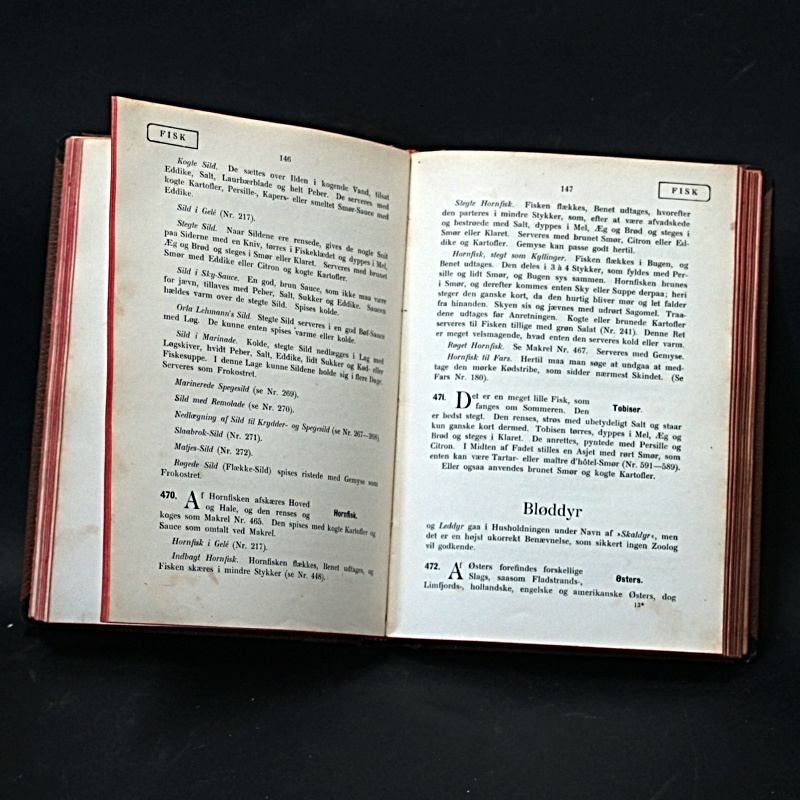 FISK
146
Kogte Sild. De sættes over Ilden i kogende Vand, tilsat
Eddike, Salt, Laurbærblade og helt Peber. De serveres med
kogte Kartofler, Persille-, Kapers- eller smeltet Smør-Sauce med
Eddike.
Sild i Gelé (Nr. 217).
Stegte Sild. Naar Sildene ere rensede, gives de nogle Snit
paa Siderne med en Kniv, tørres i Fiskeklædet og dyppes i Mel,
Æg og Brød og steges i Smør eller Klaret. Serveres med brunet
Smør med Eddike eller Citron og kogte Kartofler.
Sild i Sky-Sauce. En god, brun Sauce, som ikke maa være
for jævn, tillaves med Peber, Salt, Sukker og Eddike. Saucen
hældes varm over de stegte Sild. Spises kolde.
Orla Lehmann's Sild. Stegte Sild serveres i en god Bøf-Sauce
med Løg. De kunne enten spises varme eller kolde.
Sild i Marinade. Kolde, stegte Sild nedlægges i Lag med
Løgskiver, hvidt Peber, Salt, Eddike, lidt Sukker og Kød- eller
Fiskesuppe. I denne Lage kunne Sildene holde sig i flere Dage.
Serveres som Frokostret.
Marinerede Spegesild (se Nr. 269).
Sild med Remolade (se Nr. 270).
Nedlægning af Sild til Krydder- og Spegesild (se Nr. 267—268).
Slaabrok-Sild (Nr. 271).
Matjes-Sild (Nr. 272).
Røgede Sild (Flække-Sild) spises ristede med Gemyse som
Frokostret.
470. Af Hornfisken afskæres Hoved
og Hale, og den renses og Hornfisk.
koges som Makrel Nr. 465. Den spises med kogte Kartofler og
Sauce som omtalt ved Makrel.
Hornfisk i Gelé (Nr. 217).
Indbagt Hornfisk. Hornfisken flækkes, Benet udtages, og
Fisken skæres i mindre Stykker (se Nr. 448).
147
FISK
Stegte Hornfisk. Fisken flækkes, Benet udtages, hvorefter
den parteres i mindre Stykker, som, efter at være afvadskede
og bestrøede med Salt, dyppes i Mel, Æg og Brød og steges i
Smør eller Klaret. Serveres med brunet Smør, Citron eller Ed-
dike og Kartofler. Gemyse kan passe godt hertil.
Hornfisk, stegt som Kyllinger. Fisken flækkes i Bugen, og
Benet udtages. Den deles i 3 à 4 Stykker, som fyldes med Per-
sille og lidt Smør, og Bugen sys sammen. Hornfisken brunes
i Smør, og derefter kommes enten Sky eller Suppe derpaa; heri
steger den ganske kort, da den hurtig bliver mør og let falder
fra hinanden. Skyen sis og jævnes med udrørt Sagomel. Traa-
dene udtages før Anretningen. Kogte eller brunede Kartofler
serveres til Fisken tillige med grøn Salat (Nr. 241). Denne Ret
er meget velsmagende, hvad enten den serveres kold eller varm.
Røget Hornfisk. Se Makrel Nr. 467. Serveres med Gemyse.
Hornfisk til Fars. Hertil maa man søge at undgaa at med-
tage den mørke Kødstribe, som sidder nærmest Skindet. (Se
Fars Nr. 180).
471. Det er en meget lille Fisk, som
fanges om Sommeren. Den Tobiser.
er bedst stegt. Den renses, strøs med ubetydeligt Salt og staar
kun ganske kort dermed. Tobisen tørres, dyppes i Mel, Æg og
Brød og steges i Klaret. De anrettes, pyntede med Persille og
Citron. I Midten af Fadet stilles en Asjet med rørt Smør, som
enten kan være Tartar- eller maître d'hôtel-Smør (Nr. 591—589).
Eller ogsaa anvendes brunet Smør og kogte Kartofler.
Bløddyr
og Leddyr gaa i Husholdningen under Navn af »Skaldyr«, men
det er en højst ukorrekt Benævnelse, som sikkert ingen Zoolog
vil godkende.
472. Af Østers forefindes forskellige
Slags, saasom Fladstrands-, Østers.
Limfjords-, hollandske, engelske og amerikanske Østers, dog
13*